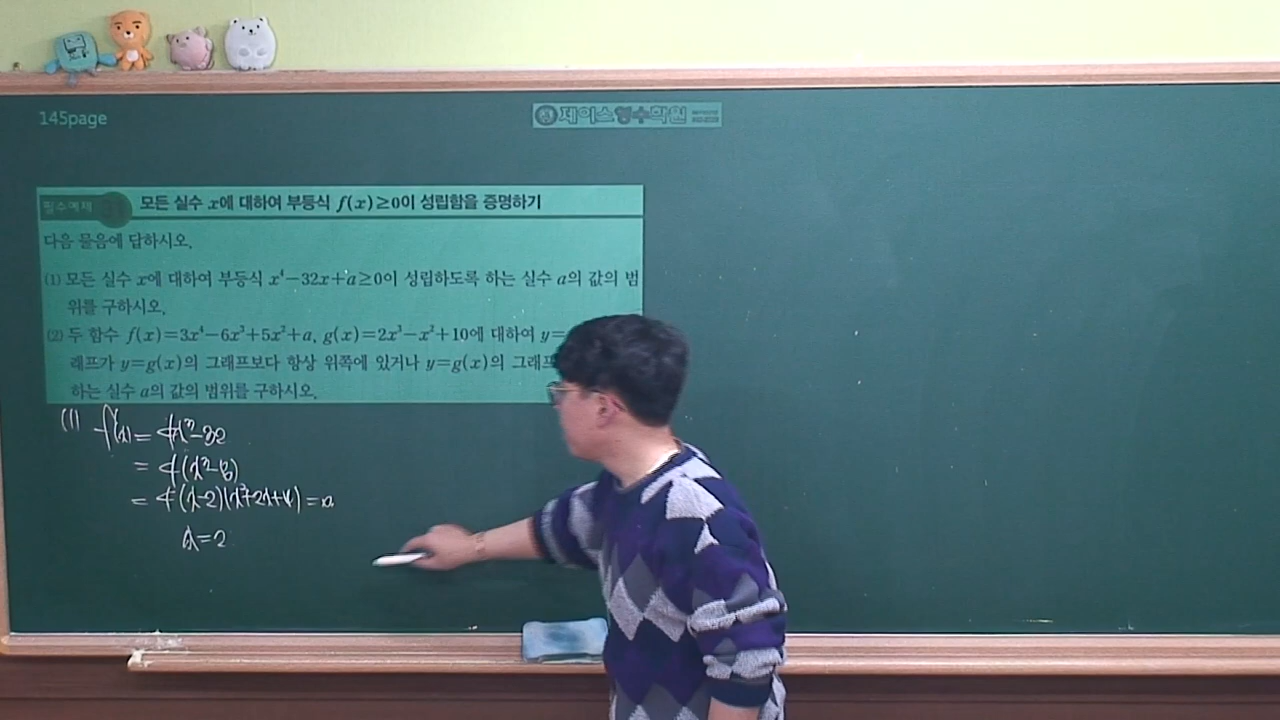 145page
제이스형수학원
필수예제
모든 실수 x에 대하여 부등식 f(x)≥0이 성립함을 증명하기
다음 물음에 답하시오.
(1) 모든 실수 x에 대하여 부등식 x⁴−32x+a≥0이 성립하도록 하는 실수 a의 값의 범
위를 구하시오.
(2) 두 함수 f(x)=3x⁴−6x³+5x²+a, g(x)=2x³−x²+10에 대하여 y=
래프가 y=g(x)의 그래프보다 항상 위쪽에 있거나 y=g(x)의 그래프
하는 실수 a의 값의 범위를 구하시오.
(1) f'(x) = 4x³−32
= 4(x³−8)
= 4(x−2)(x²+2x+4) = 0
x=2